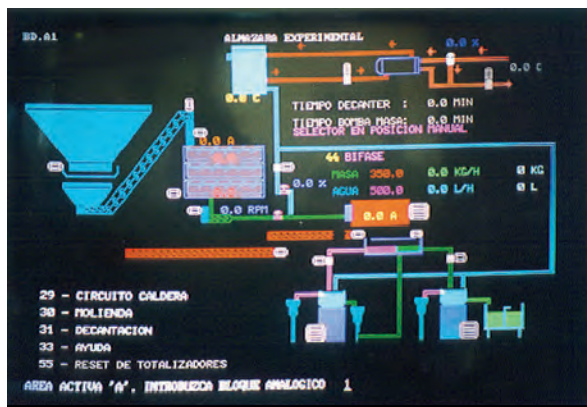 BD.A1
ALMAZARA EXPERIMENTAL
0.0 %
0.0 C
0.0 C
TIEMPO DECANTER : 0.0 MIN
TIEMPO BOMBA MASA: 0.0 MIN
SELECTOR EN POSICION MANUAL
0.0 A
44 BIFASE
MASA 350.0 0.0 KG/H 0 KG
0.0 %
AGUA 500.0 0.0 L/H 0 L
0.0 RPM
0.0 A
29 - CIRCUITO CALDERA
30 - MOLIENDA
31 - DECANTACION
33 - AYUDA
55 - RESET DE TOTALIZADORES
AREA ACTIVA 'A'. INTRODUZCA BLOQUE ANALOGICO 1